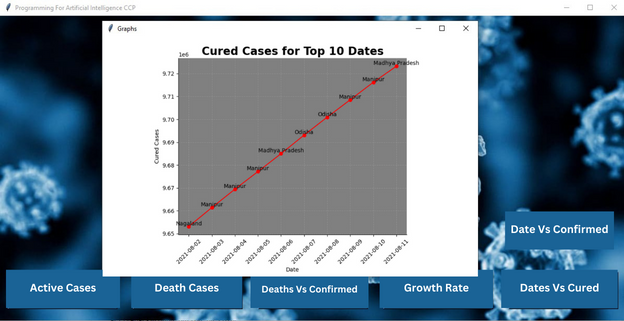 Programming For Artificial Intelligence CCP
Graphs
Cured Cases for Top 10 Dates
1e6
Madhya Pradesh
9.72
Manipur
9.71
Manipur
9.70
Odisha
Odisha
9.69
Cured Cases
Madhya Pradesh
9.68
Manipur
9.67
Manipur
9.66
Manipur
Nagaland
9.65
2021-08-02
2021-08-03
2021-08-04
2021-08-05
2021-08-06
2021-08-07
2021-08-08
2021-08-09
2021-08-10
2021-08-11
Date
Date Vs Confirmed
Active Cases
Death Cases
Deaths Vs Confirmed
Growth Rate
Dates Vs Cured